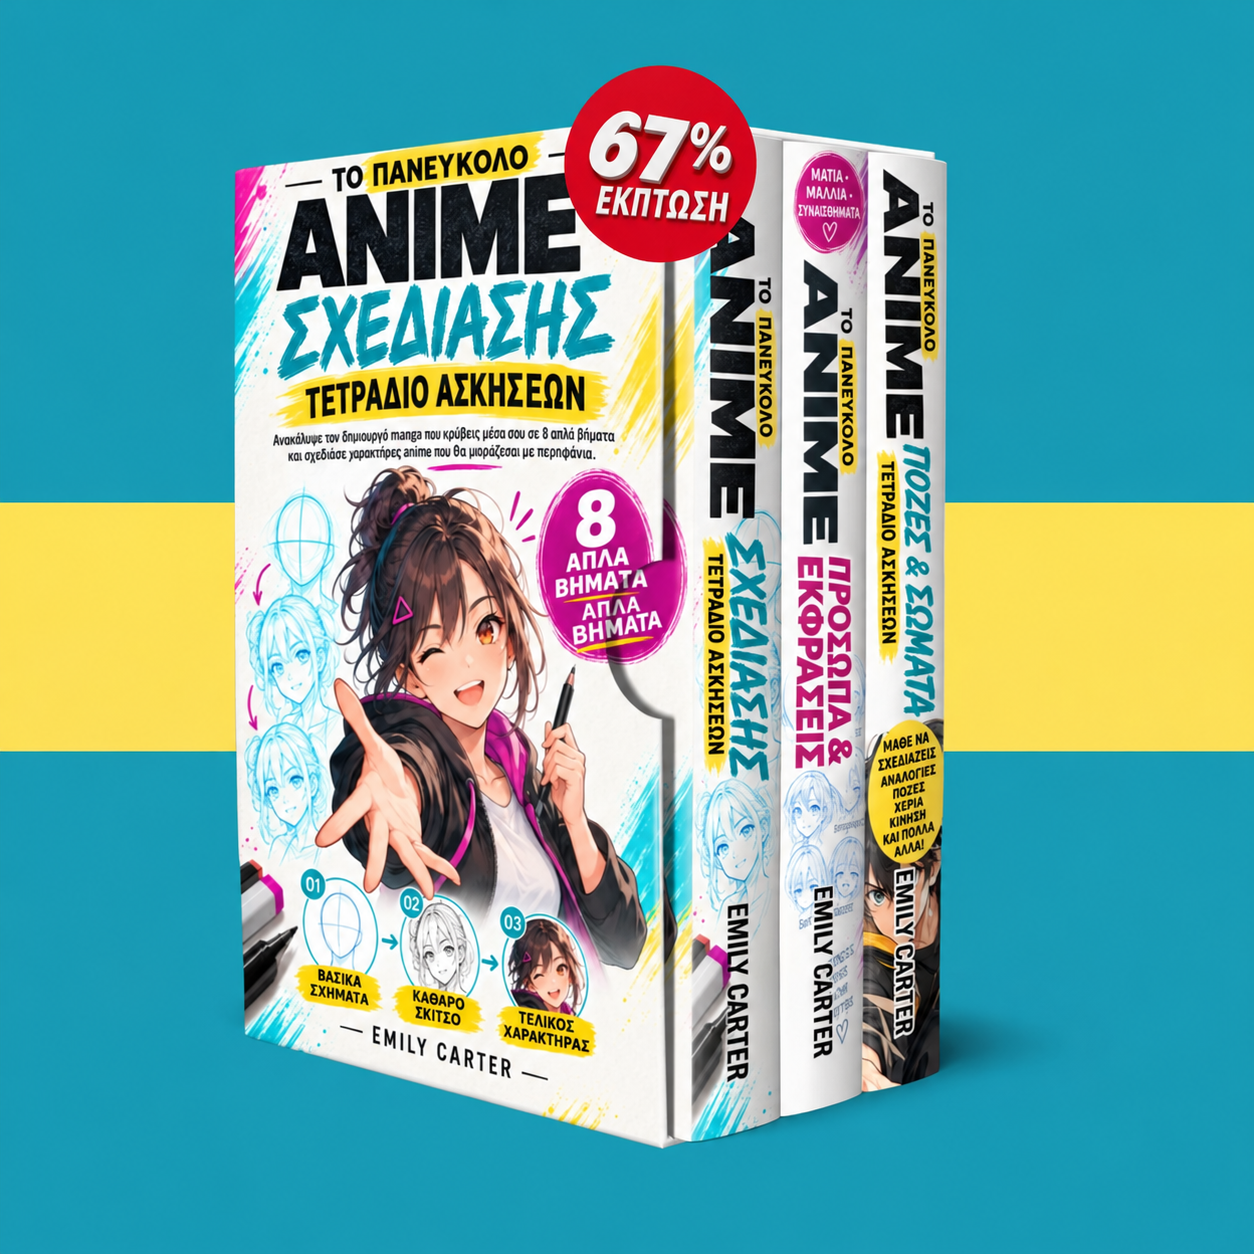 67%
ΕΚΠΤΩΣΗ
ΤΟ ΠΑΝΕΥΚΟΛΟ
ANIME
ΣΧΕΔΙΑΣΗΣ
ΤΕΤΡΑΔΙΟ ΑΣΚΗΣΕΩΝ
Ανακάλυψε τον δημιουργό manga που κρύβεις μέσα σου σε 8 απλά βήματα
και σχεδιάσε χαρακτήρες anime που θα μιοράζεσαι με περηφάνια.
8
ΑΠΛΑ
ΒΗΜΑΤΑ
ΑΠΛΑ
ΒΗΜΑΤΑ
01
ΒΑΣΙΚΑ
ΣΧΗΜΑΤΑ
02
ΚΑΘΑΡΟ
ΣΚΙΤΣΟ
03
ΤΕΛΙΚΟΣ
ΧΑΡΑΚΤΗΡΑΣ
EMILY CARTER
ΤΟ ΠΑΝΕΥΚΟΛΟ
ANIME
ΣΧΕΔΙΑΣΗΣ
ΤΕΤΡΑΔΙΟ ΑΣΚΗΣΕΩΝ
EMILY CARTER
ΜΑΤΙΑ •
ΜΑΛΛΙΑ •
ΣΥΝΑΙΣΘΗΜΑΤΑ
ΤΟ ΠΑΝΕΥΚΟΛΟ
ANIME
ΠΡΟΣΩΠΑ &
ΕΚΦΡΑΣΕΙΣ
EMILY CARTER
ΤΟ ΠΑΝΕΥΚΟΛΟ
ANIME
ΠΟΖΕΣ & ΣΩΜΑΤΑ
ΤΕΤΡΑΔΙΟ ΑΣΚΗΣΕΩΝ
ΜΑΘΕ ΝΑ
ΣΧΕΔΙΑΖΕΙΣ
ΑΝΑΛΟΓΙΕΣ
ΠΟΖΕΣ
ΧΕΡΙΑ
ΚΙΝΗΣΗ
ΚΑΙ ΠΟΛΛΑ
ΑΛΛΑ!
EMILY CARTER